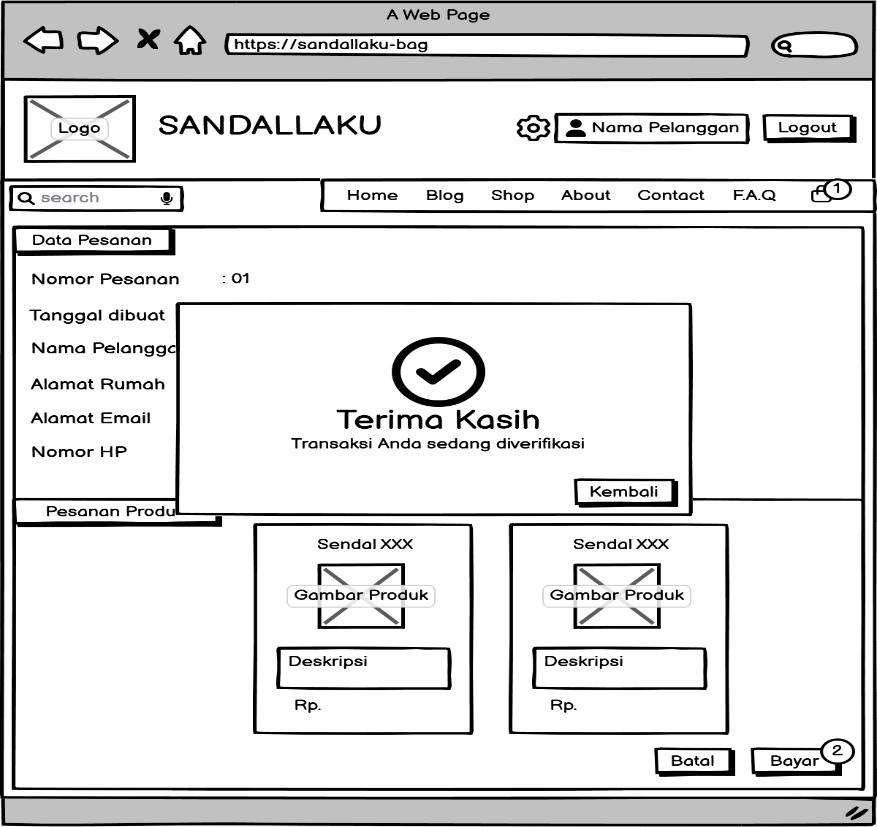 A Web Page
https://sandallaku-bag
Logo
SANDALLAKU
Nama Pelanggan
Logout
search
Home Blog Shop About Contact F.A.Q
1
Data Pesanan
Nomor Pesanan : 01
Tanggal dibuat
Nama Pelangga
Alamat Rumah
Alamat Email
Nomor HP
Terima Kasih
Transaksi Anda sedang diverifikasi
Kembali
Pesanan Produ
Sendal XXX
Gambar Produk
Deskripsi
Rp.
Sendal XXX
Gambar Produk
Deskripsi
Rp.
Batal
Bayar
2